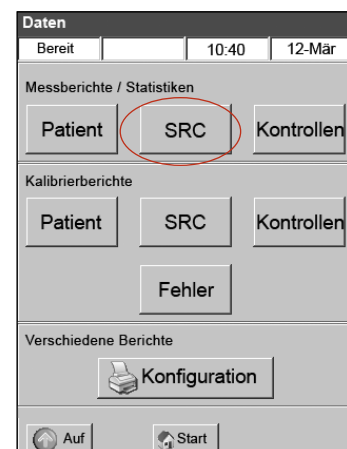 Daten
Bereit 10:40 12-Mär
Messberichte / Statistiken
Patient SRC Kontrollen
Kalibrierberichte
Patient SRC Kontrollen
Fehler
Verschiedene Berichte
Konfiguration
Auf Start